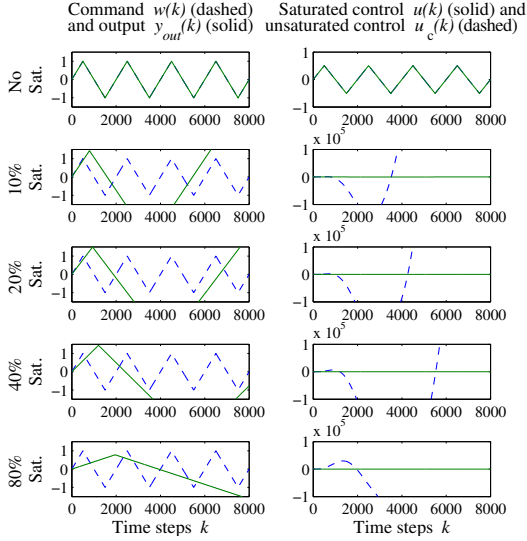 Command w(k) (dashed)
and output y_out(k) (solid)
Saturated control u(k) (solid) and
unsaturated control u_c(k) (dashed)
No
Sat.
1
0
−1
0 2000 4000 6000 8000
1
0
−1
0 2000 4000 6000 8000
10%
Sat.
1
0
−1
0 2000 4000 6000 8000
x 10^5
1
0
−1
0 2000 4000 6000 8000
20%
Sat.
1
0
−1
0 2000 4000 6000 8000
x 10^5
1
0
−1
0 2000 4000 6000 8000
40%
Sat.
1
0
−1
0 2000 4000 6000 8000
x 10^5
1
0
−1
0 2000 4000 6000 8000
80%
Sat.
1
0
−1
0 2000 4000 6000 8000
x 10^5
1
0
−1
0 2000 4000 6000 8000
Time steps k
Time steps k